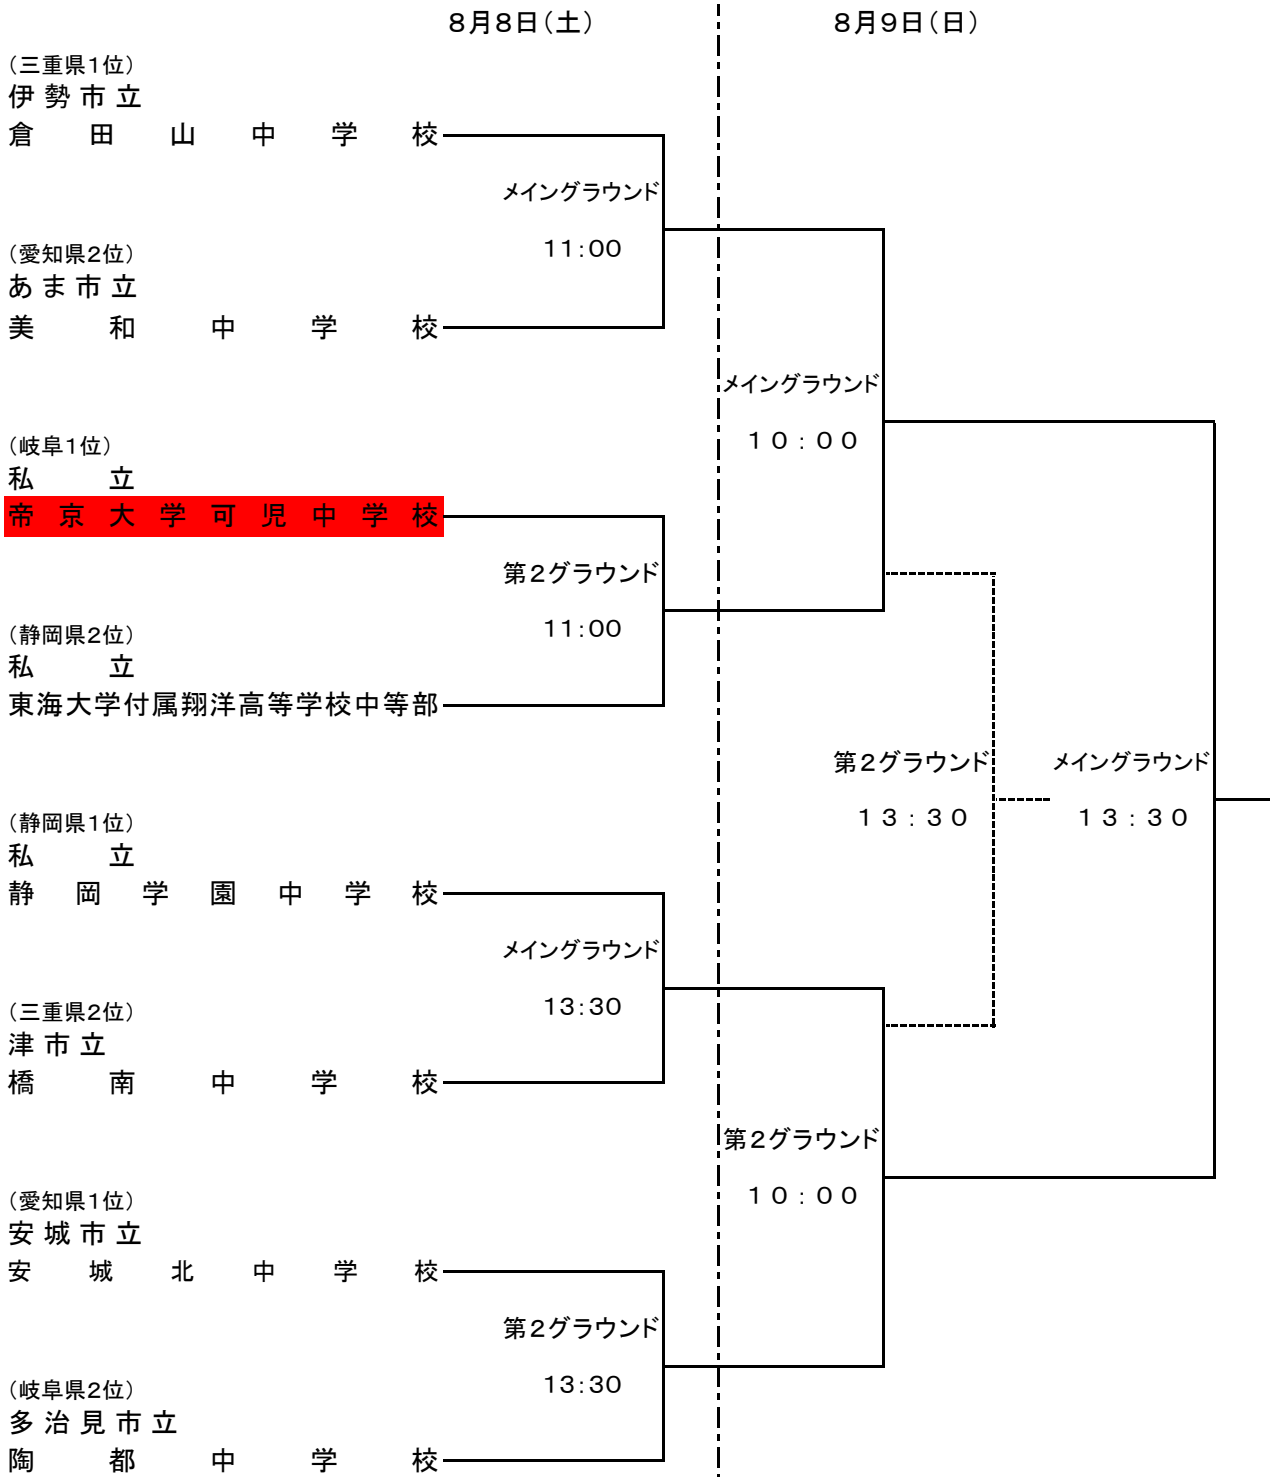 8月8日(土)
8月9日(日)
(三重県1位)
伊勢市立
倉田山中学校
メイングラウンド
11:00
(愛知県2位)
あま市立
美和中学校
メイングラウンド
10:00
(岐阜1位)
私立
帝京大学可児中学校
第2グラウンド
11:00
(静岡県2位)
私立
東海大学付属翔洋高等学校中等部
第2グラウンド
13:30
メイングラウンド
13:30
(静岡県1位)
私立
静岡学園中学校
メイングラウンド
13:30
(三重県2位)
津市立
橋南中学校
第2グラウンド
10:00
(愛知県1位)
安城市立
安城北中学校
第2グラウンド
13:30
(岐阜県2位)
多治見市立
陶都中学校